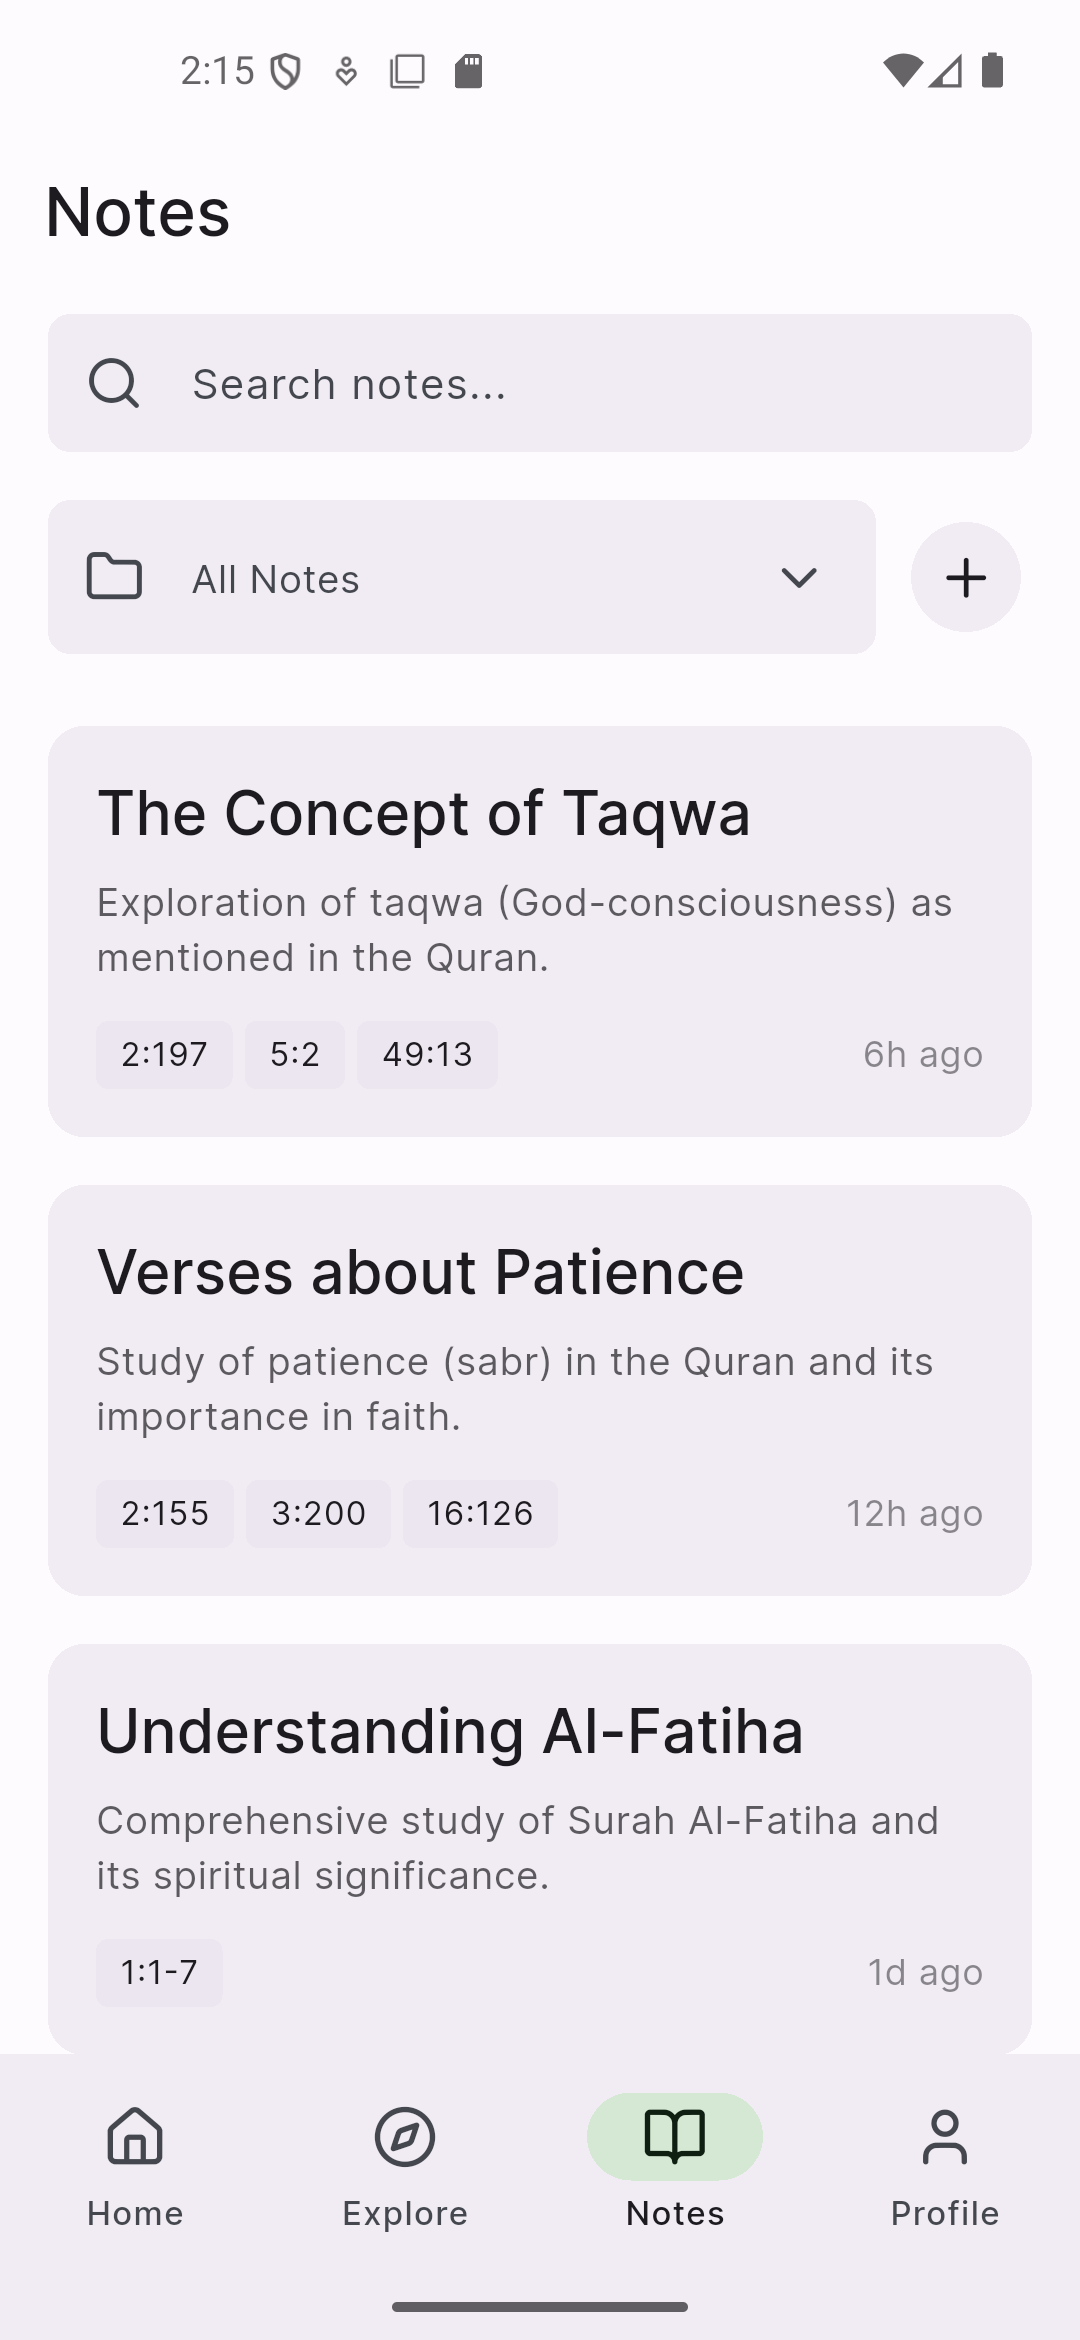 2:15
Notes
Search notes...
All Notes
The Concept of Taqwa
Exploration of taqwa (God-consciousness) as
mentioned in the Quran.
2:197 5:2 49:13 6h ago
Verses about Patience
Study of patience (sabr) in the Quran and its
importance in faith.
2:155 3:200 16:126 12h ago
Understanding Al-Fatiha
Comprehensive study of Surah Al-Fatiha and
its spiritual significance.
1:1-7 1d ago
Home Explore Notes Profile